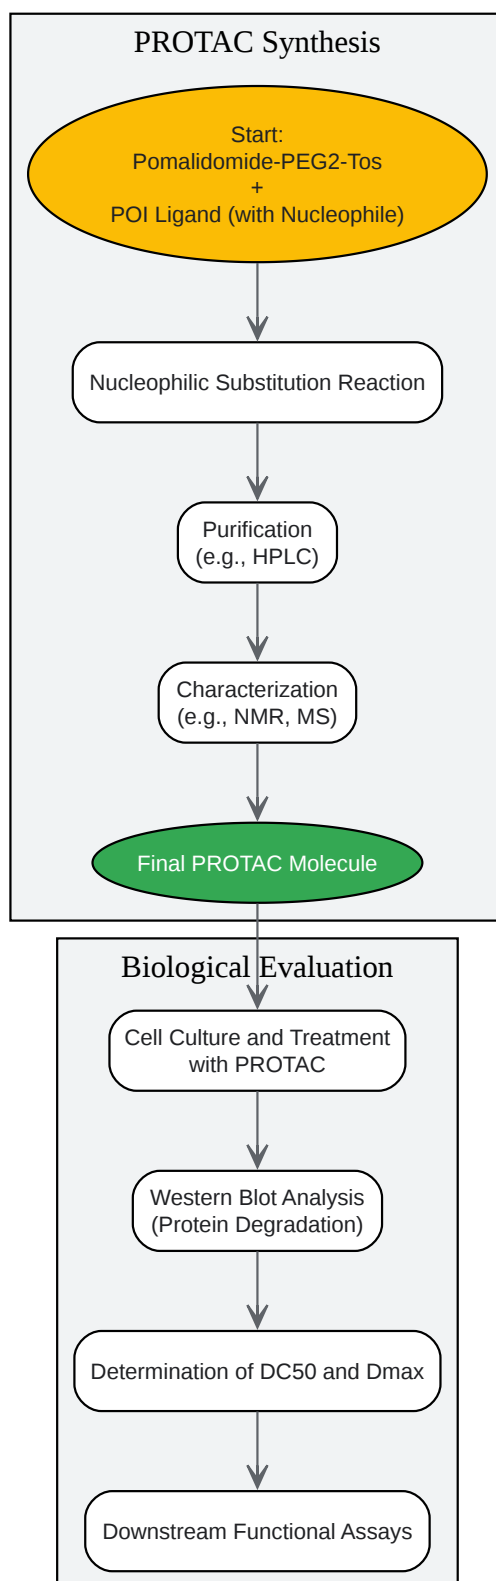 PROTAC Synthesis
Start:
Pomalidomide-PEG2-Tos
+
POI Ligand (with Nucleophile)
Nucleophilic Substitution Reaction
Purification
(e.g., HPLC)
Characterization
(e.g., NMR, MS)
Final PROTAC Molecule
Biological Evaluation
Cell Culture and Treatment
with PROTAC
Western Blot Analysis
(Protein Degradation)
Determination of DC50 and Dmax
Downstream Functional Assays